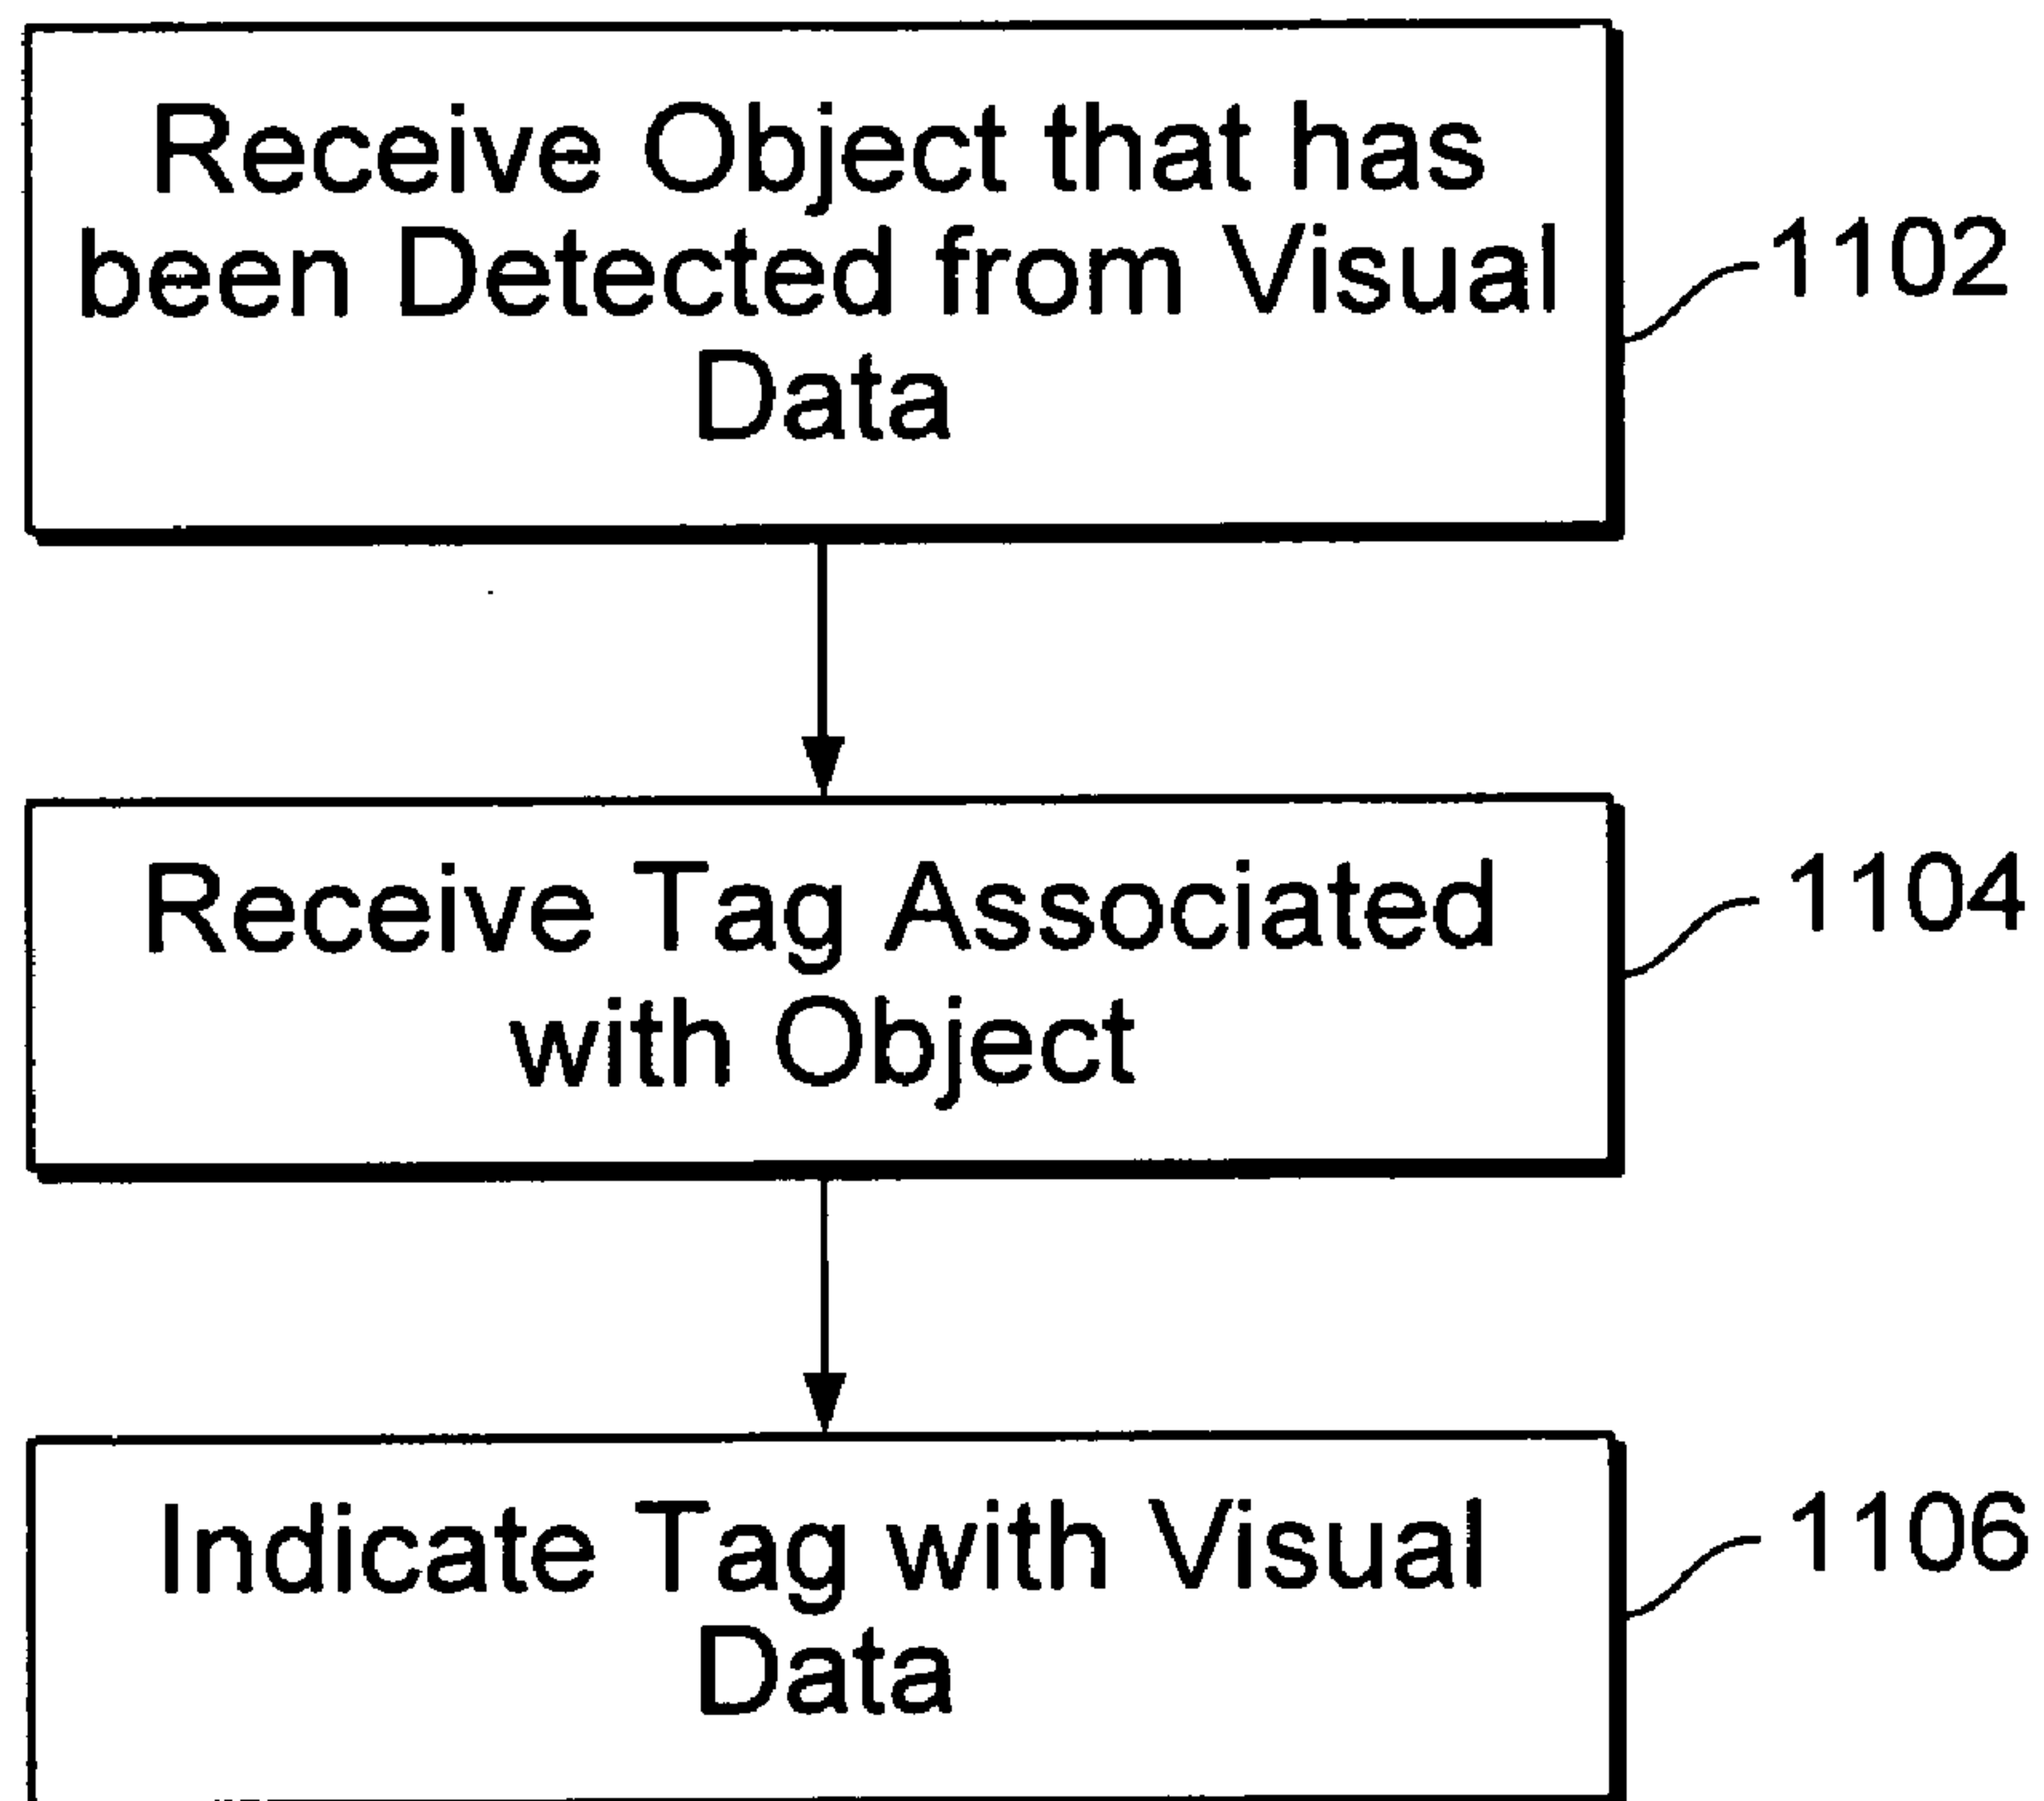 Receive Object that has
been Detected from Visual
Data
1102
Receive Tag Associated
with Object
1104
Indicate Tag with Visual
Data
1106